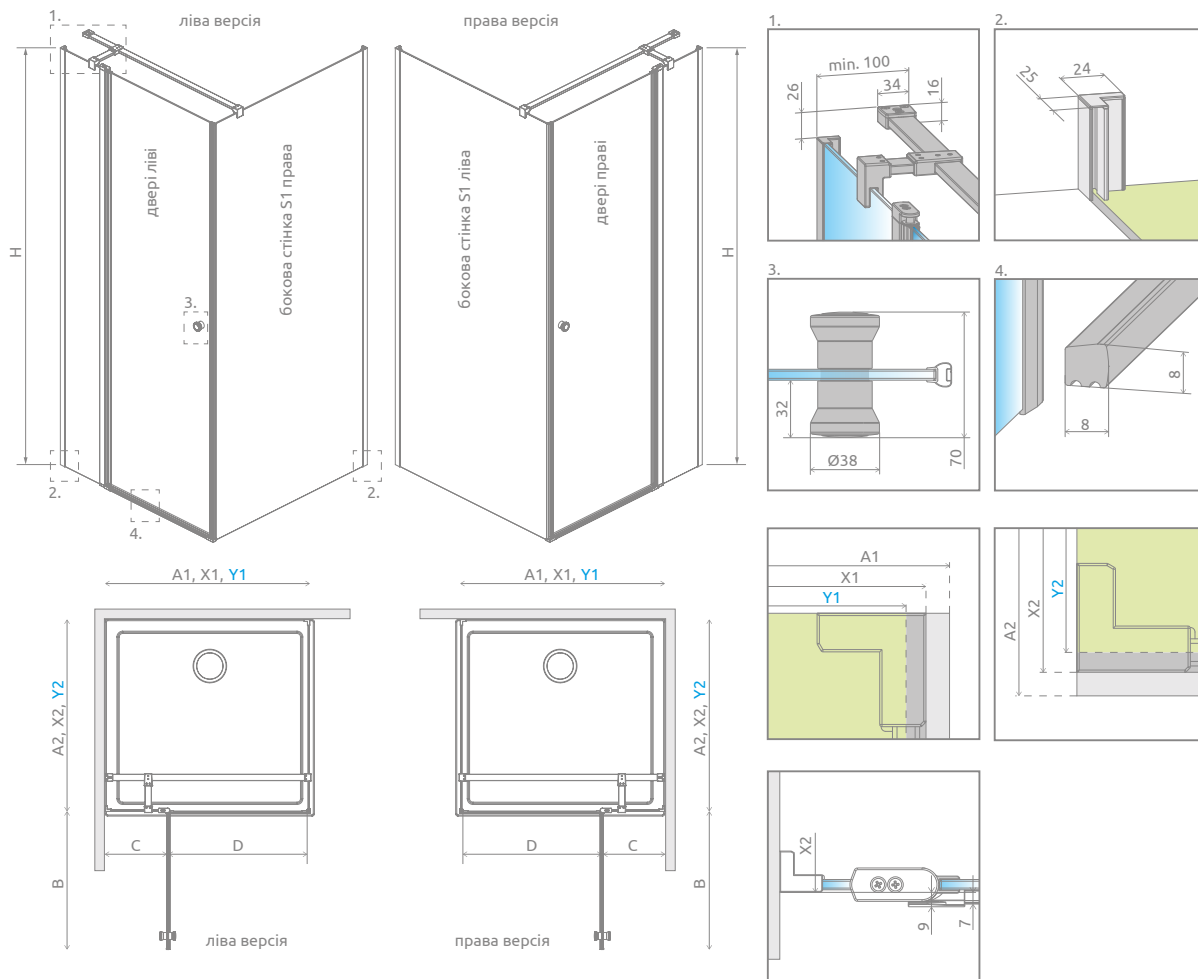 1.
ліва версія
права версія
H
двері ліві
бокова стінка S1 права
3.
2.
4.
2.
бокова стінка S1 ліва
двері праві
H
1.
min. 100
34
26
16
2.
25
24
3.
32
Ø38
70
4.
8
8
A1, X1, Y1
A2, X2, Y2
C
D
B
ліва версія
A1, X1, Y1
A2, X2, Y2
D
C
B
права версія
A1
X1
Y1
A2
X2
Y2
X2
9
7